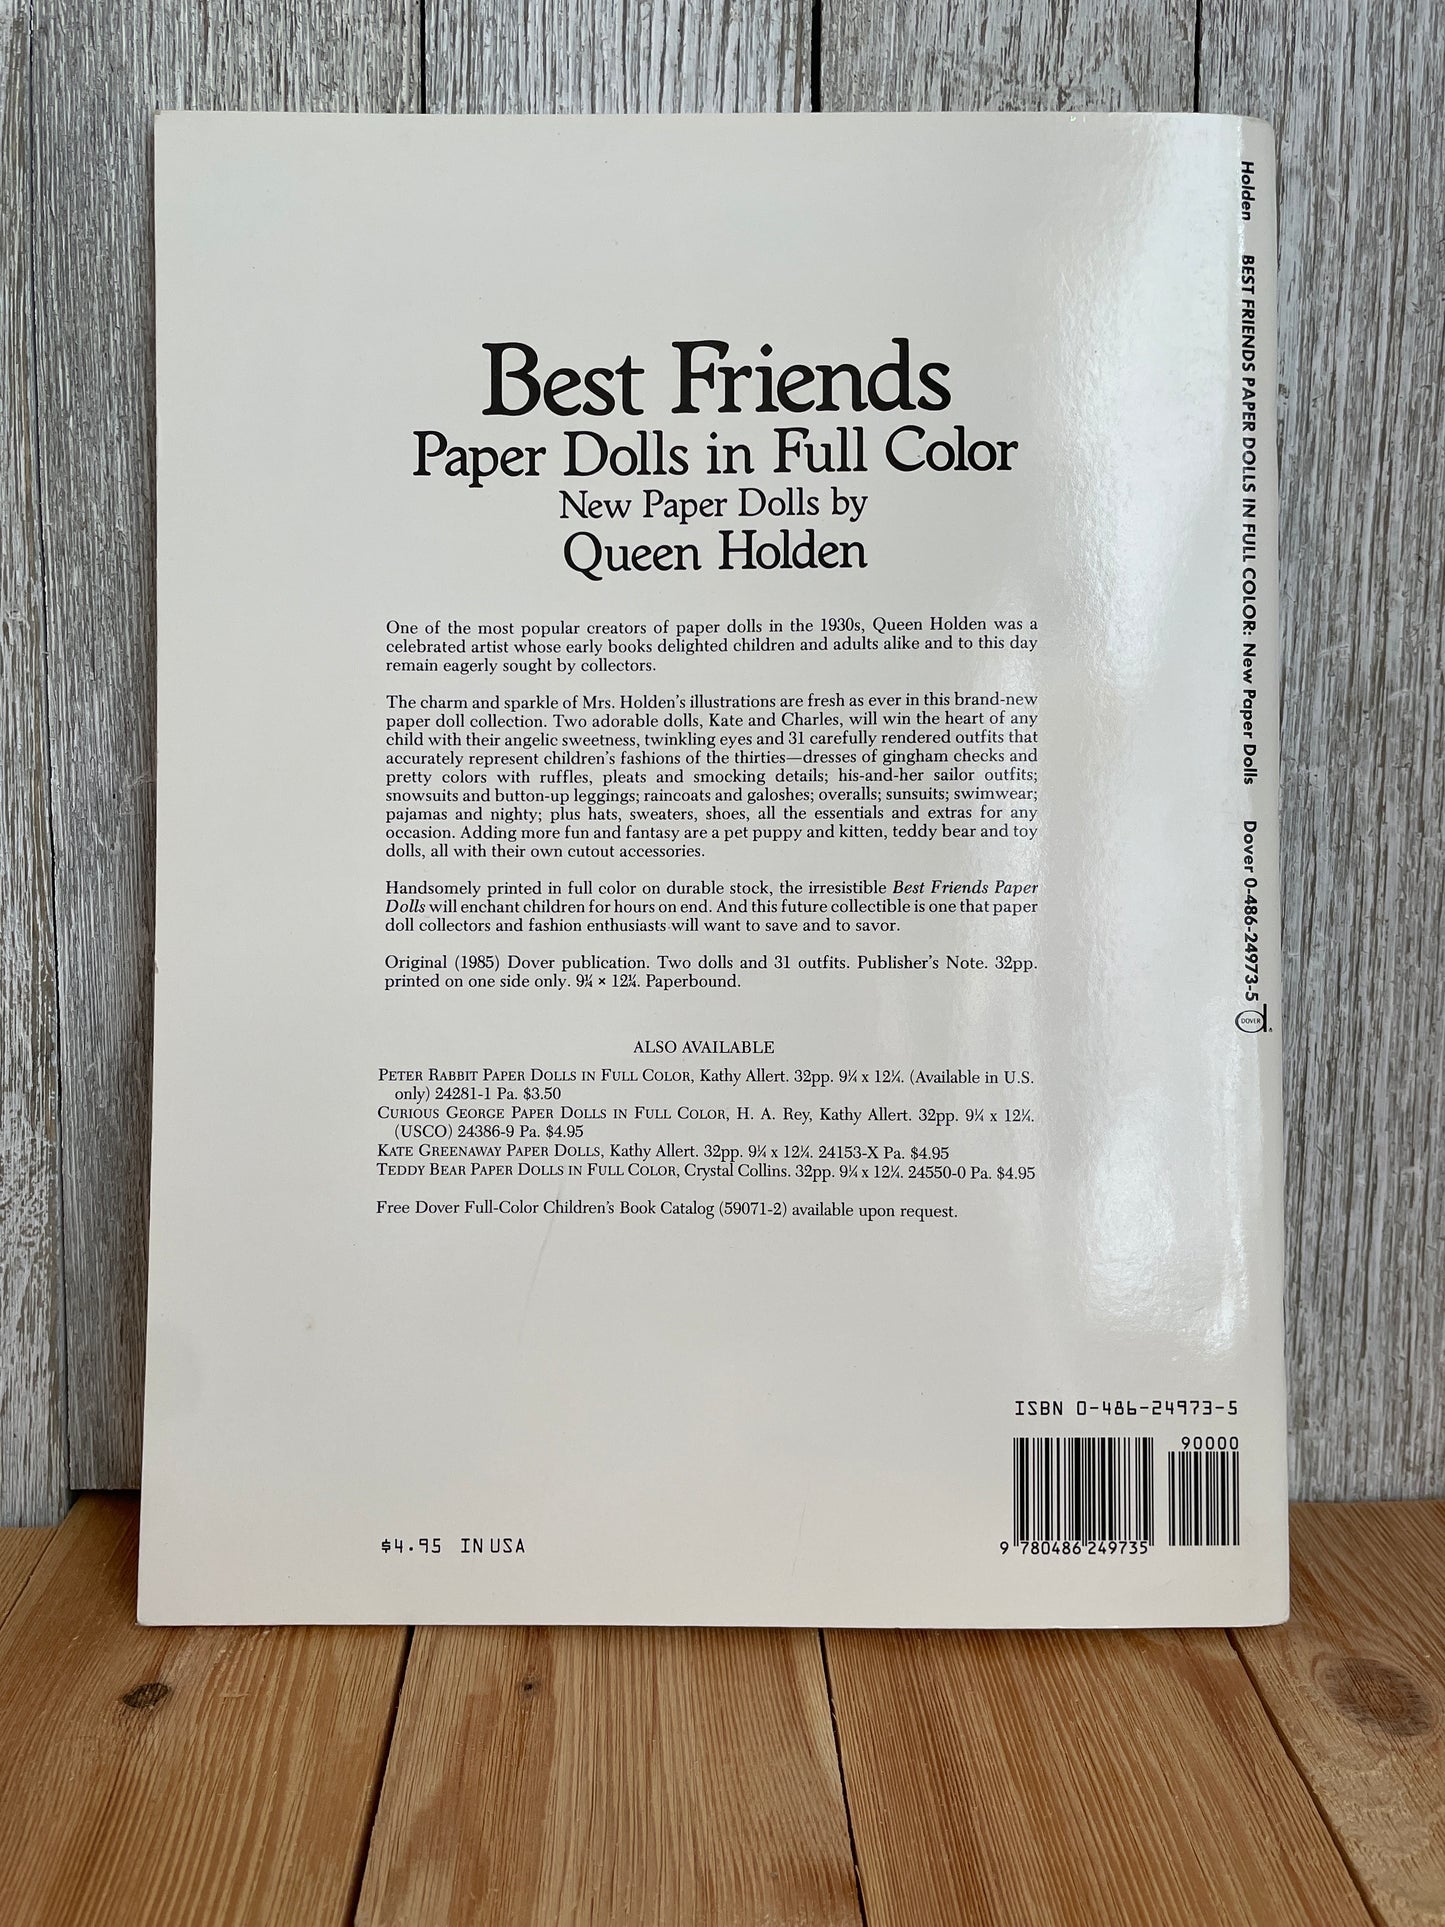 Best Friends
Paper Dolls in Full Color
New Paper Dolls by
Queen Holden
One of the most popular creators of paper dolls in the 1930s, Queen Holden was a
celebrated artist whose early books delighted children and adults alike and to this day
remain eagerly sought by collectors.
The charm and sparkle of Mrs. Holden's illustrations are fresh as ever in this brand-new
paper doll collection. Two adorable dolls, Kate and Charles, will win the heart of any
child with their angelic sweetness, twinkling eyes and 31 carefully rendered outfits that
accurately represent children's fashions of the thirties—dresses of gingham checks and
pretty colors with ruffles, pleats and smocking details; his-and-her sailor outfits;
snowsuits and button-up leggings; raincoats and galoshes; overalls; sunsuits; swimwear;
pajamas and nighty; plus hats, sweaters, shoes, all the essentials and extras for any
occasion. Adding more fun and fantasy are a pet puppy and kitten, teddy bear and toy
dolls, all with their own cutout accessories.
Handsomely printed in full color on durable stock, the irresistible Best Friends Paper
Dolls will enchant children for hours on end. And this future collectible is one that paper
doll collectors and fashion enthusiasts will want to save and to savor.
Original (1985) Dover publication. Two dolls and 31 outfits. Publisher's Note. 32pp.
printed on one side only. 9¼ × 12¼. Paperbound.
ALSO AVAILABLE
PETER RABBIT PAPER DOLLS IN FULL COLOR, Kathy Allert. 32pp. 9¼ x 12¼. (Available in U.S.
only) 24281-1 Pa. $3.50
CURIOUS GEORGE PAPER DOLLS IN FULL COLOR, H. A. Rey, Kathy Allert. 32pp. 9¼ x 12¼.
(USCO) 24386-9 Pa. $4.95
KATE GREENAWAY PAPER DOLLS, Kathy Allert. 32pp. 9¼ x 12¼. 24153-X Pa. $4.95
TEDDY BEAR PAPER DOLLS IN FULL COLOR, Crystal Collins. 32pp. 9¼ x 12¼. 24550-0 Pa. $4.95
Free Dover Full-Color Children's Book Catalog (59071-2) available upon request.
ISBN 0-486-24973-5
90000
9 780486 249735
$4.95 IN USA
Holden BEST FRIENDS PAPER DOLLS IN FULL COLOR: New Paper Dolls Dover 0-486-24973-5
DOVER